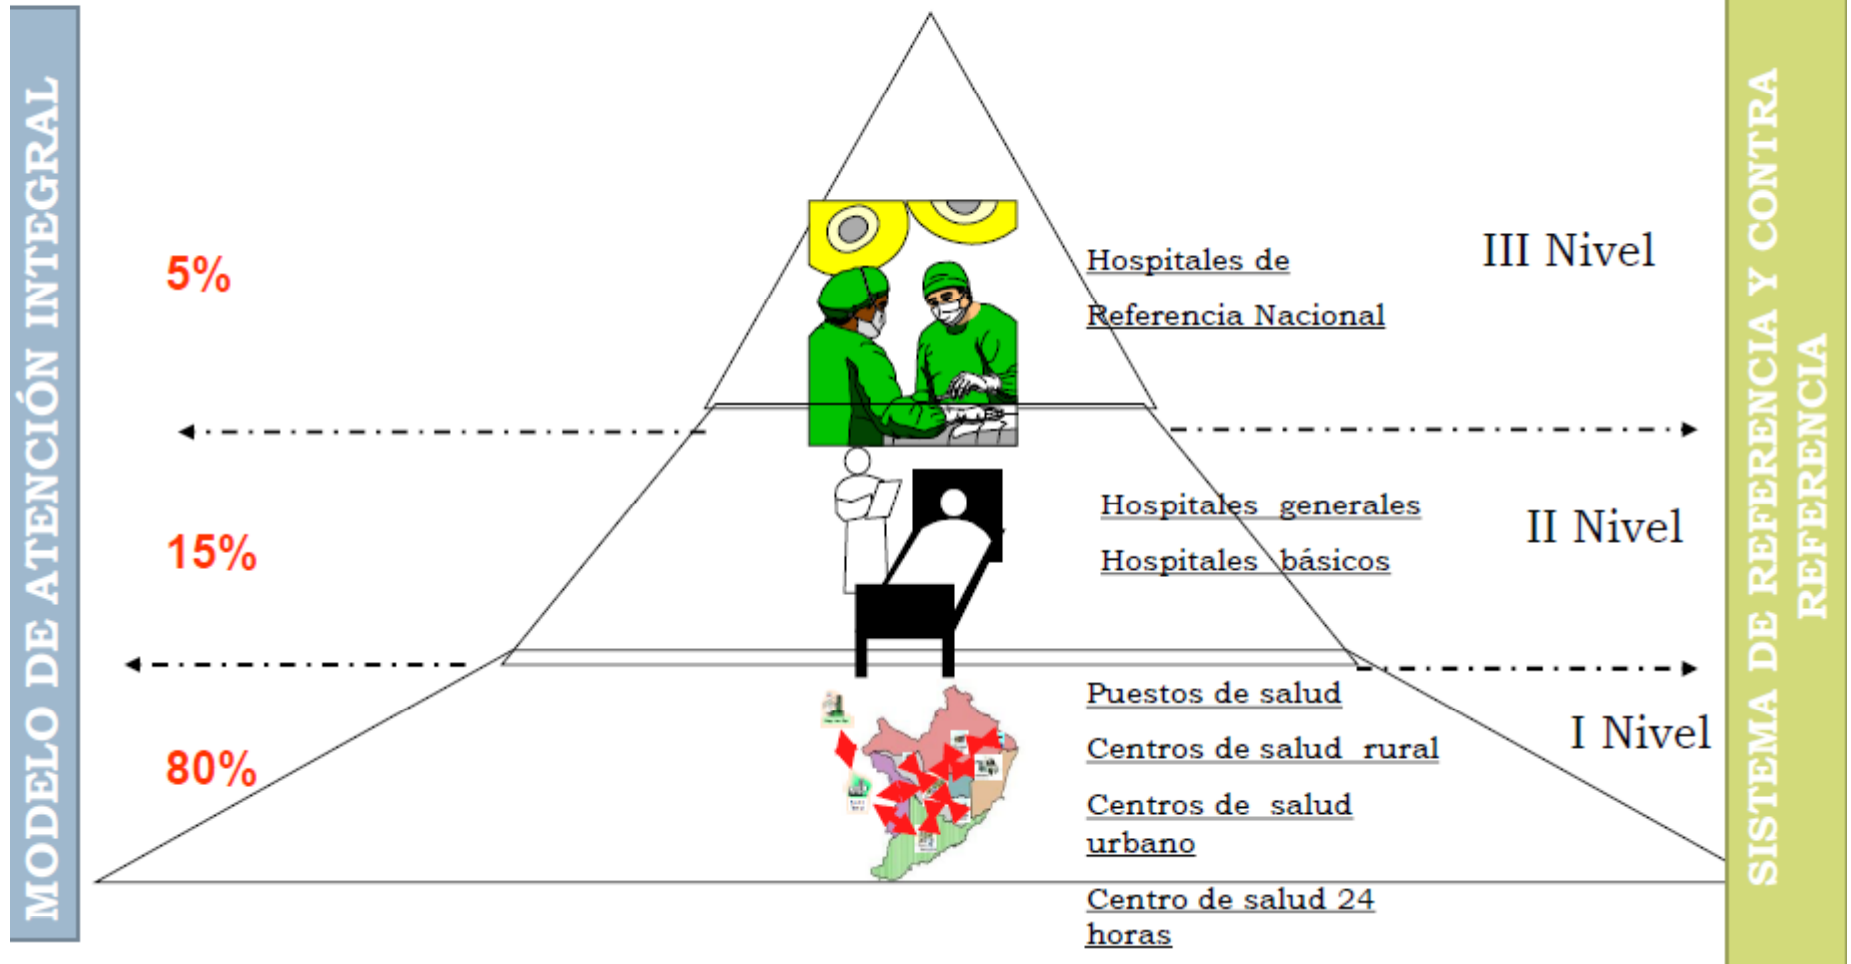 MODELO DE ATENCIÓN INTEGRAL
5%
Hospitales de
Referencia Nacional
III Nivel
15%
Hospitales generales
Hospitales básicos
II Nivel
80%
Puestos de salud
Centros de salud rural
Centros de salud
urbano
Centro de salud 24
horas
I Nivel
SISTEMA DE REFERENCIA Y CONTRA
REFERENCIA